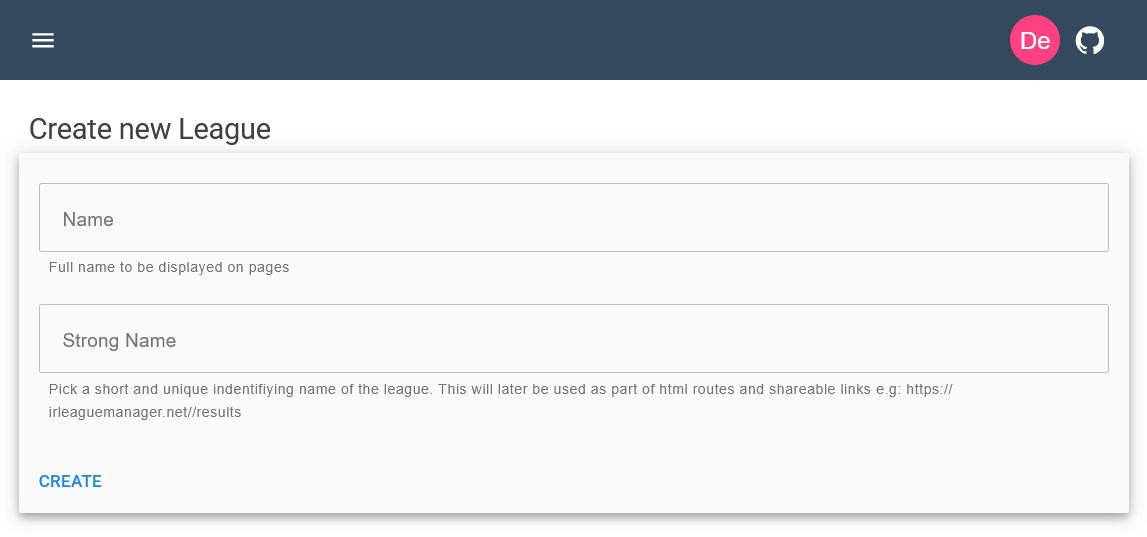 De
Create new League
Name
Full name to be displayed on pages
Strong Name
Pick a short and unique indentifiying name of the league. This will later be used as part of html routes and shareable links e.g: https://
irleaguemanager.net//results
CREATE